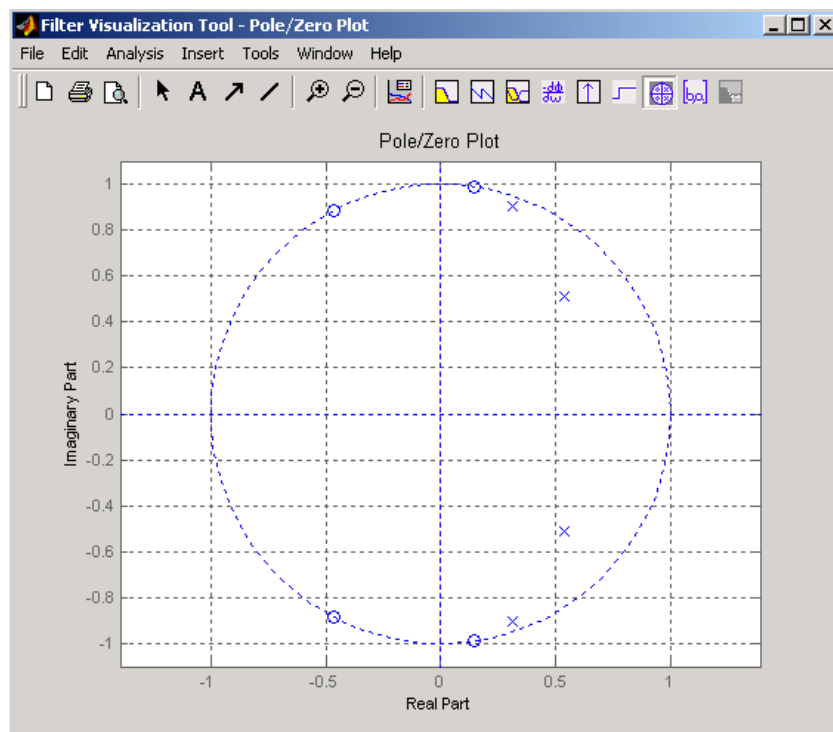 Filter Visualization Tool - Pole/Zero Plot
File Edit Analysis Insert Tools Window Help
A
Pole/Zero Plot
1
0.8
0.6
0.4
0.2
0
-0.2
-0.4
-0.6
-0.8
-1
Imaginary Part
-1 -0.5 0 0.5 1
Real Part